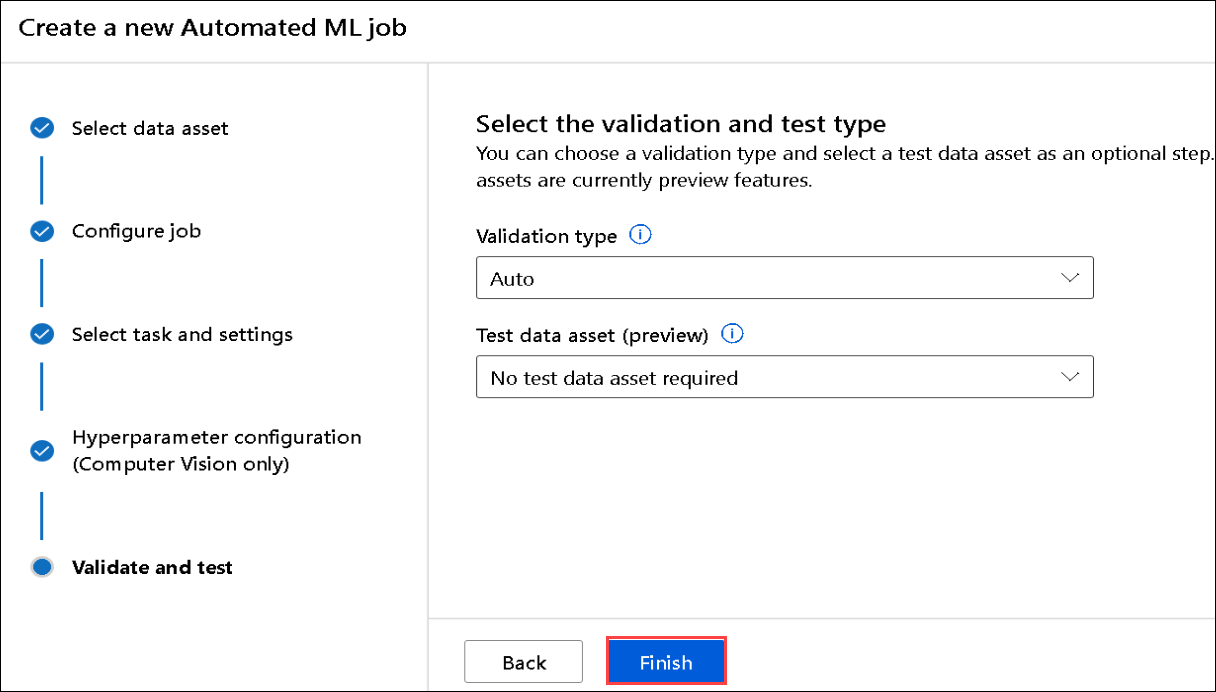 Create a new Automated ML job
Select data asset
Configure job
Select task and settings
Hyperparameter configuration
(Computer Vision only)
Validate and test
Select the validation and test type
You can choose a validation type and select a test data asset as an optional step.
assets are currently preview features.
Validation type
Auto
Test data asset (preview)
No test data asset required
Back
Finish